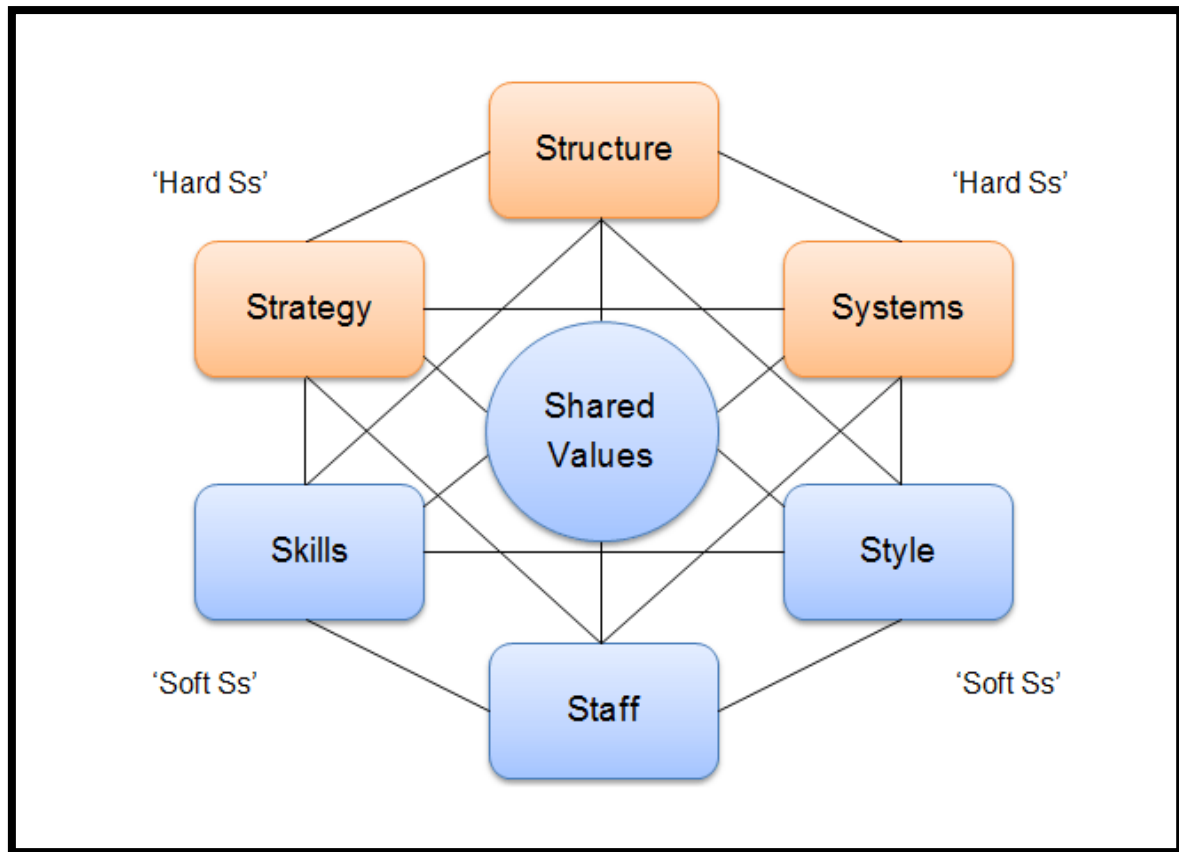 Structure
‘Hard Ss’
‘Hard Ss’
Strategy
Systems
Shared
Values
Skills
Style
‘Soft Ss’
‘Soft Ss’
Staff